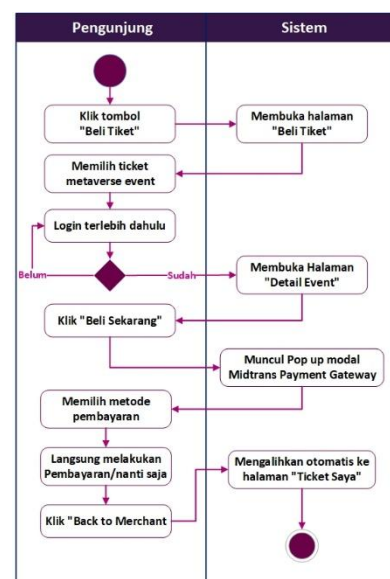 Pengunjung
Sistem
Klik tombol
"Beli Tiket"
Membuka halaman
"Beli Tiket"
Memilih ticket
metaverse event
Login terlebih dahulu
Belum
Sudah
Membuka Halaman
"Detail Event"
Klik "Beli Sekarang"
Muncul Pop up modal
Midtrans Payment Gateway
Memilih metode
pembayaran
Langsung melakukan
Pembayaran/nanti saja
Mengalihkan otomatis ke
halaman "Ticket Saya"
Klik "Back to Merchant